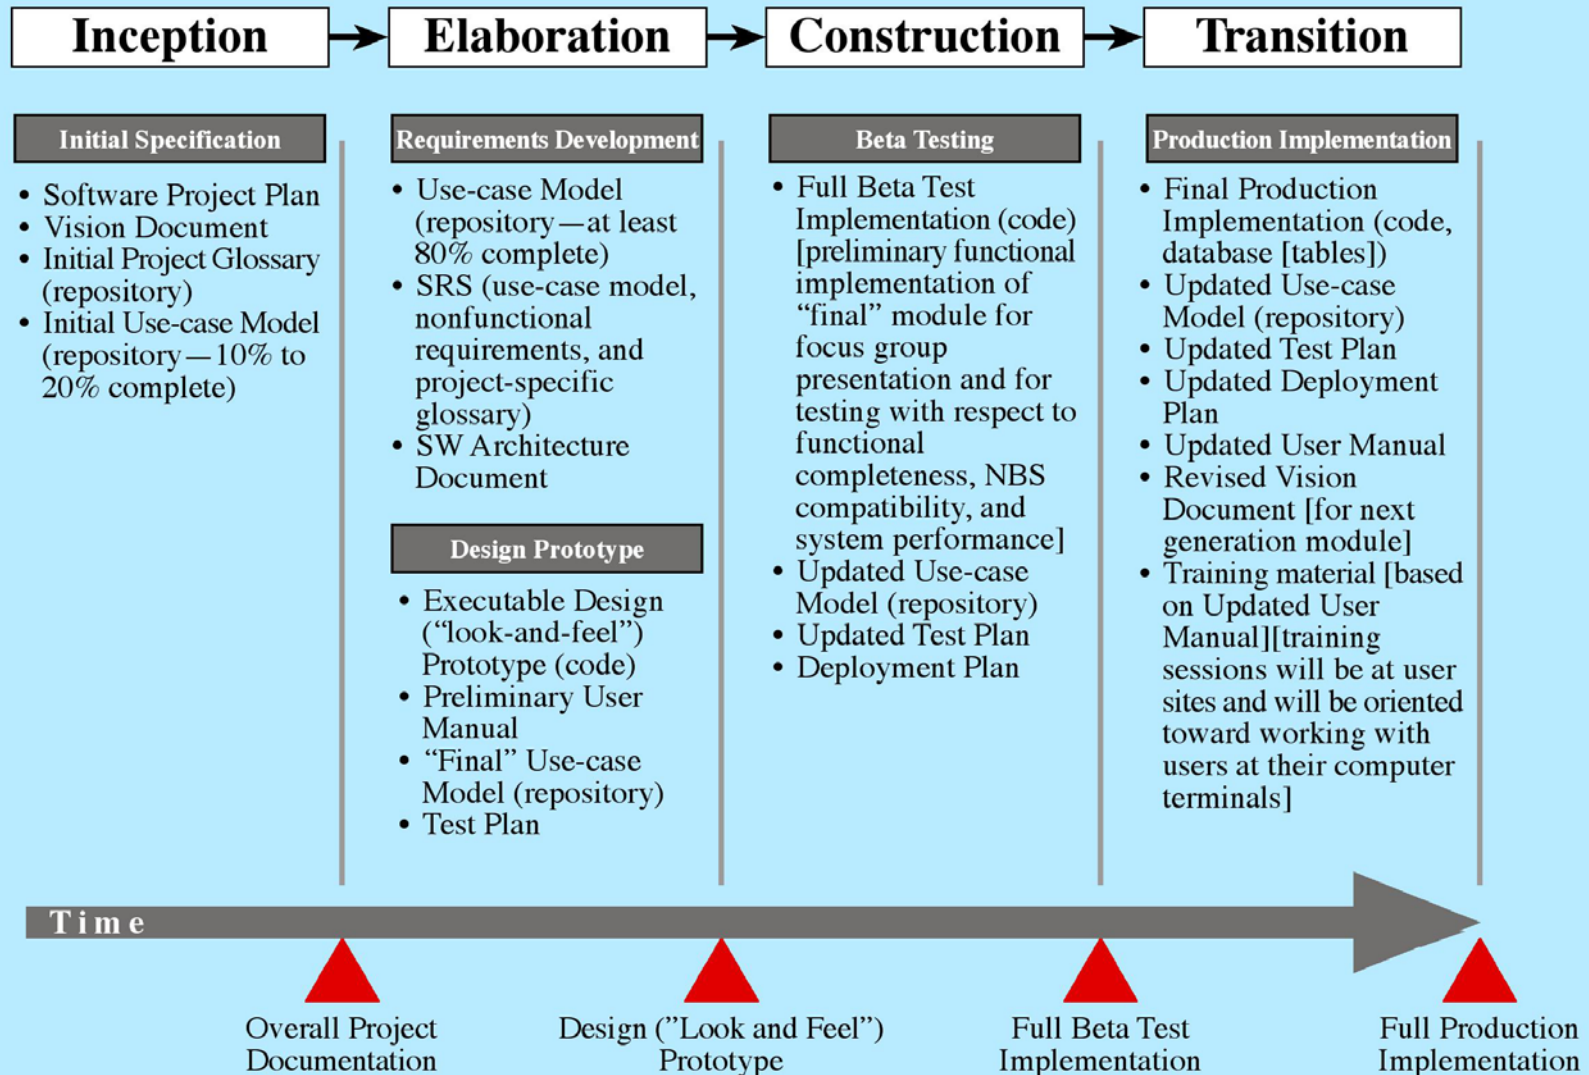 Inception
Elaboration
Construction
Transition
Initial Specification
• Software Project Plan
• Vision Document
• Initial Project Glossary
(repository)
• Initial Use-case Model
(repository—10% to
20% complete)
Requirements Development
• Use-case Model
(repository—at least
80% complete)
• SRS (use-case model,
nonfunctional
requirements, and
project-specific
glossary)
• SW Architecture
Document
Design Prototype
• Executable Design
(“look-and-feel”)
Prototype (code)
• Preliminary User
Manual
• “Final” Use-case
Model (repository)
• Test Plan
Beta Testing
• Full Beta Test
Implementation (code)
[preliminary functional
implementation of
“final” module for
focus group
presentation and for
testing with respect to
functional
completeness, NBS
compatibility, and
system performance]
• Updated Use-case
Model (repository)
• Updated Test Plan
• Deployment Plan
Production Implementation
• Final Production
Implementation (code,
database [tables])
• Updated Use-case
Model (repository)
• Updated Test Plan
• Updated Deployment
Plan
• Updated User Manual
• Revised Vision
Document [for next
generation module]
• Training material [based
on Updated User
Manual][training
sessions will be at user
sites and will be oriented
toward working with
users at their computer
terminals]
Time
Overall Project
Documentation
Design (”Look and Feel”)
Prototype
Full Beta Test
Implementation
Full Production
Implementation